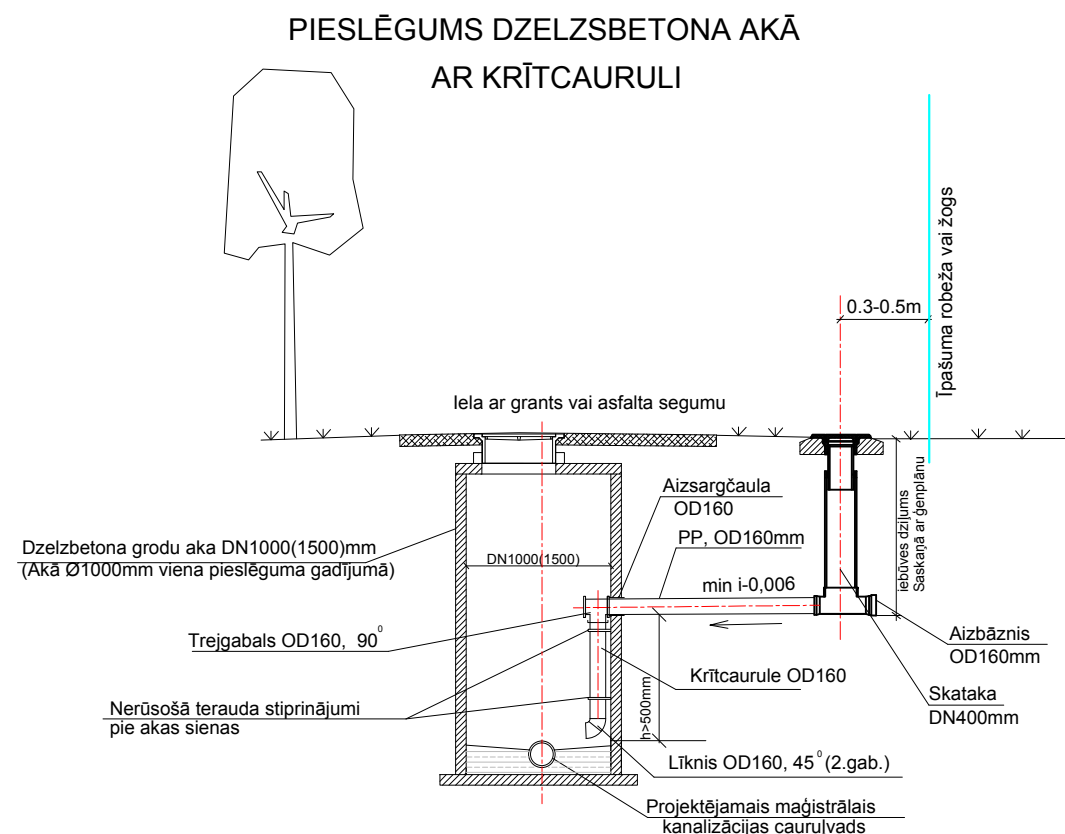 PIESLĒGUMS DZELZSBETONA AKĀ
AR KRĪTCAURULI
Īpašuma robeža vai žogs
0.3-0.5m
Iela ar grants vai asfalta segumu
Aizsargčaula
OD160
PP, OD160mm
iebūves dziļums
Saskaņā ar ģenplānu
Dzelzbetona grodu aka DN1000(1500)mm
(Akā Ø1000mm viena pieslēguma gadījumā)
DN1000(1500)
min i-0,006
Trejgabals OD160, 90⁰
Aizbāznis
OD160mm
Krītcaurule OD160
Skataka
DN400mm
Nerūsošā terauda stiprinājumi
pie akas sienas
h>500mm
Līknis OD160, 45⁰ (2.gab.)
Projektējamais maģistrālais
kanalizācijas cauruļvads